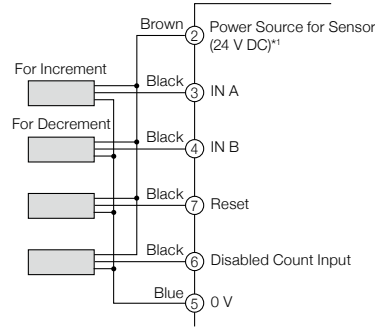 Brown
2 Power Source for Sensor
(24 V DC)*1
For Increment
Black
3 IN A
For Decrement
Black
4 IN B
Black
7 Reset
Black
6 Disabled Count Input
Blue
5 0 V